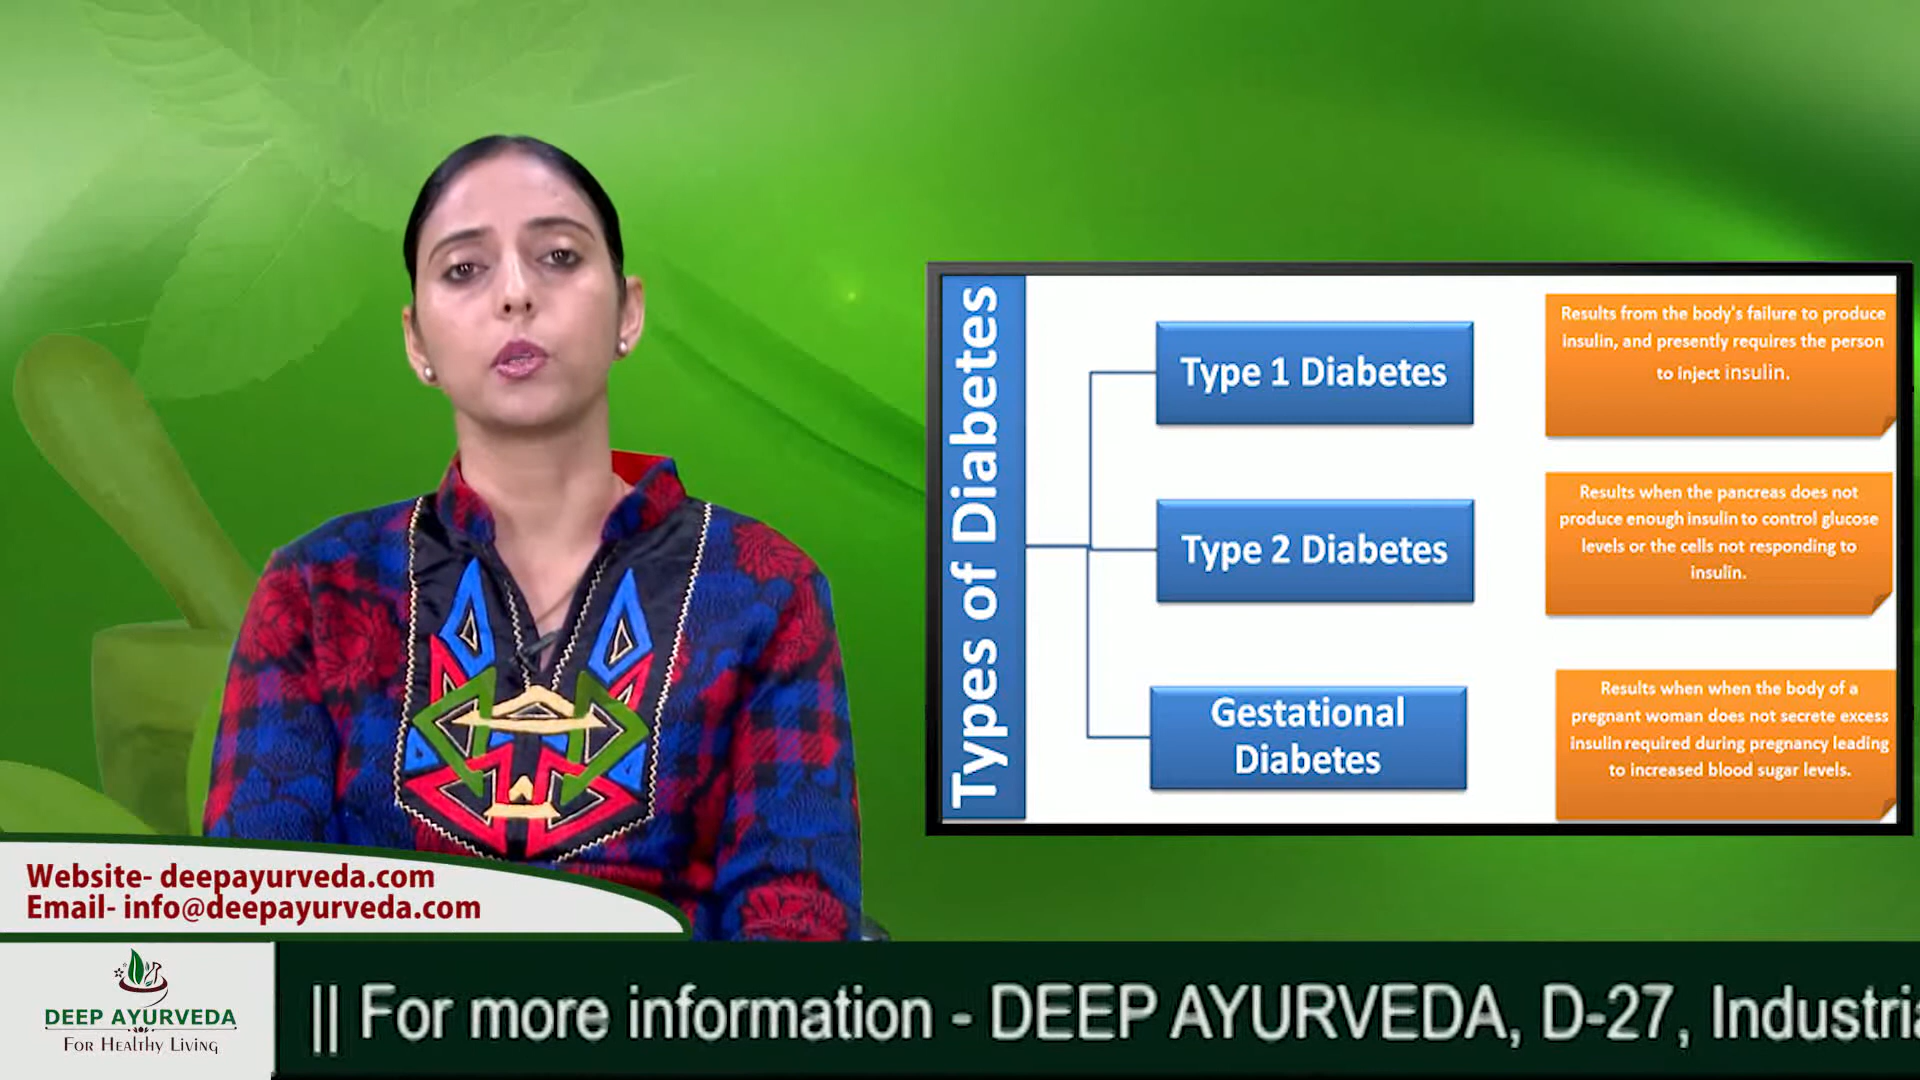 Types of Diabetes
Type 1 Diabetes
Results from the body's failure to produce
insulin, and presently requires the person
to inject insulin.
Type 2 Diabetes
Results when the pancreas does not
produce enough insulin to control glucose
levels or the cells not responding to
insulin.
Gestational
Diabetes
Results when when the body of a
pregnant woman does not secrete excess
insulin required during pregnancy leading
to increased blood sugar levels.
Website- deepayurveda.com
Email- info@deepayurveda.com
DEEP AYURVEDA
For Healthy Living
|| For more information - DEEP AYURVEDA, D-27, Industria